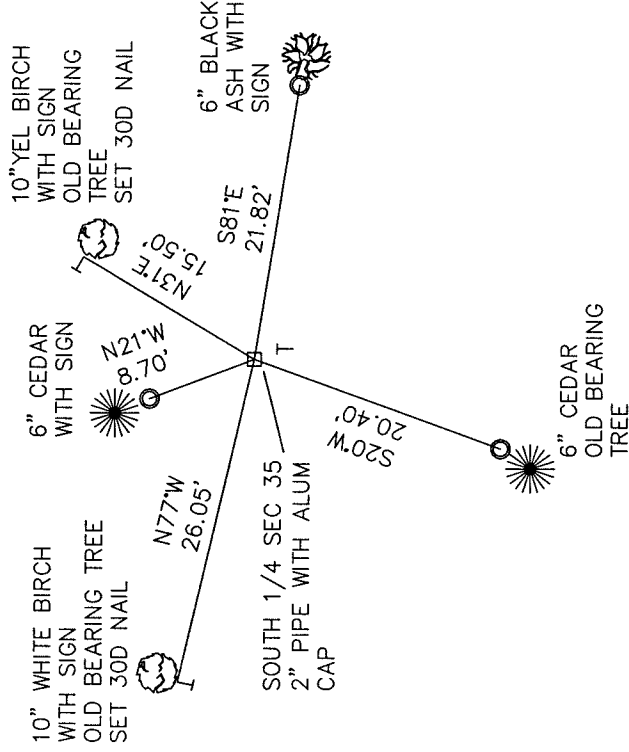 10" WHITE BIRCH
WITH SIGN
OLD BEARING TREE
SET 30D NAIL
6" CEDAR
WITH SIGN
10"YEL BIRCH
WITH SIGN
OLD BEARING
TREE
SET 30D NAIL
6" BLACK
ASH WITH
SIGN
N77°W
26.05'
N21°W
8.70'
N31°E
15.50'
S81°E
21.82'
T
SOUTH 1/4 SEC 35
2" PIPE WITH ALUM
CAP
S20°W
20.40'
6" CEDAR
OLD BEARING
TREE